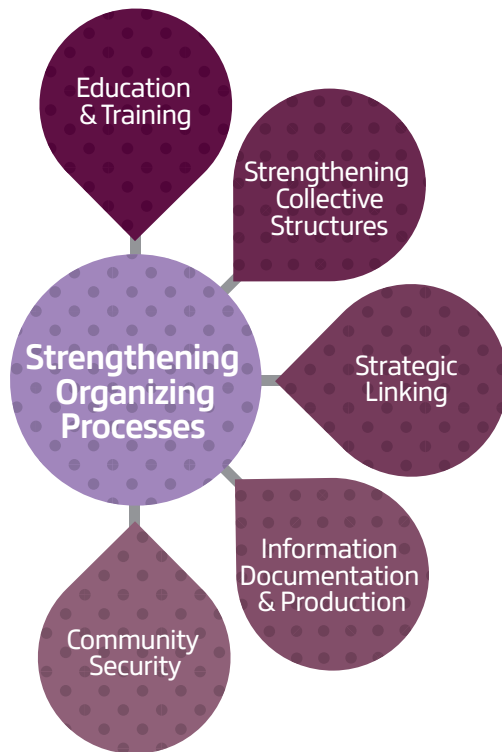 Education
& Training
Strengthening
Collective
Structures
Strengthening
Organizing
Processes
Strategic
Linking
Information
Documentation
& Production
Community
Security